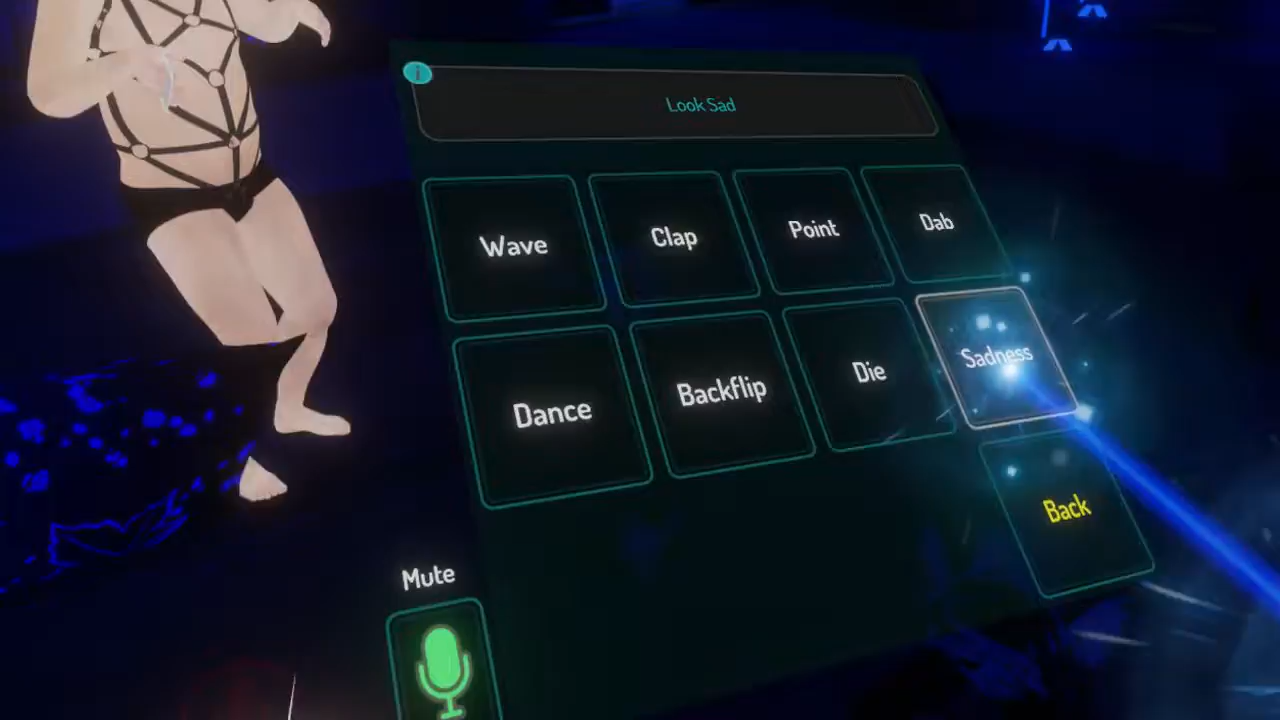 Look Sad
Wave
Clap
Point
Dab
Dance
Backflip
Die
Sadness
Back
Mute